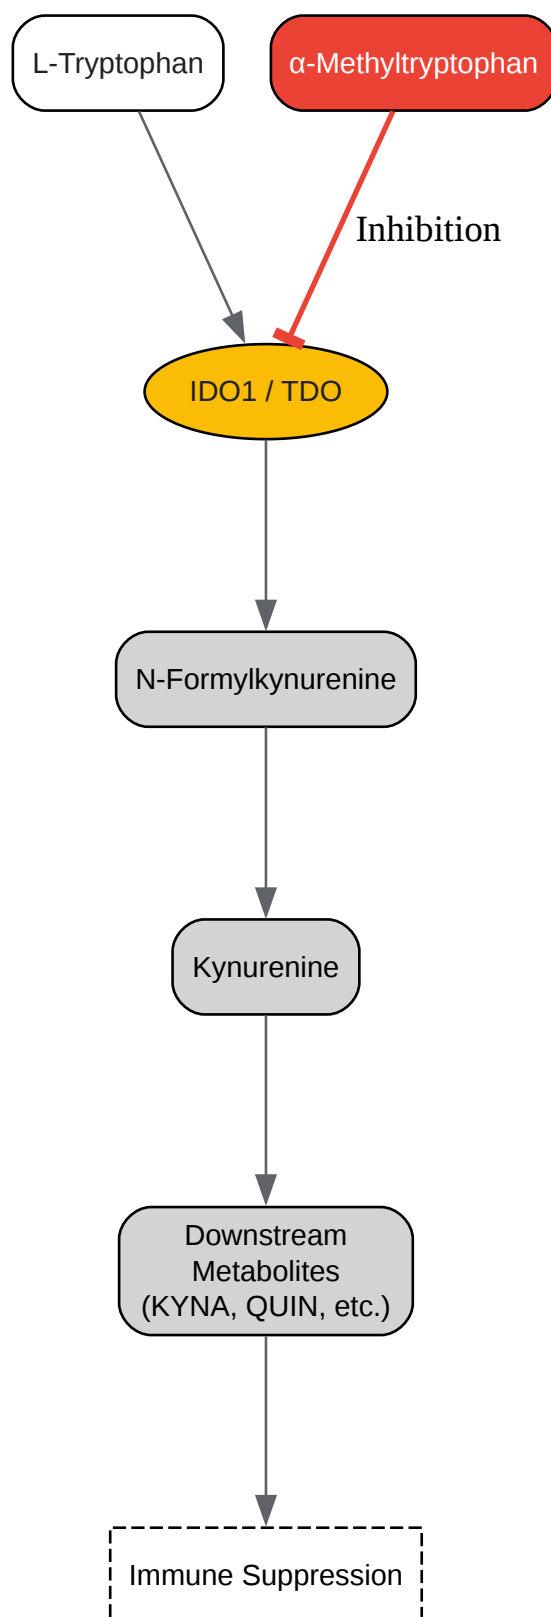 L-Tryptophan
α-Methyltryptophan
Inhibition
IDO1 / TDO
N-Formylkynurenine
Kynurenine
Downstream
Metabolites
(KYNA, QUIN, etc.)
Immune Suppression